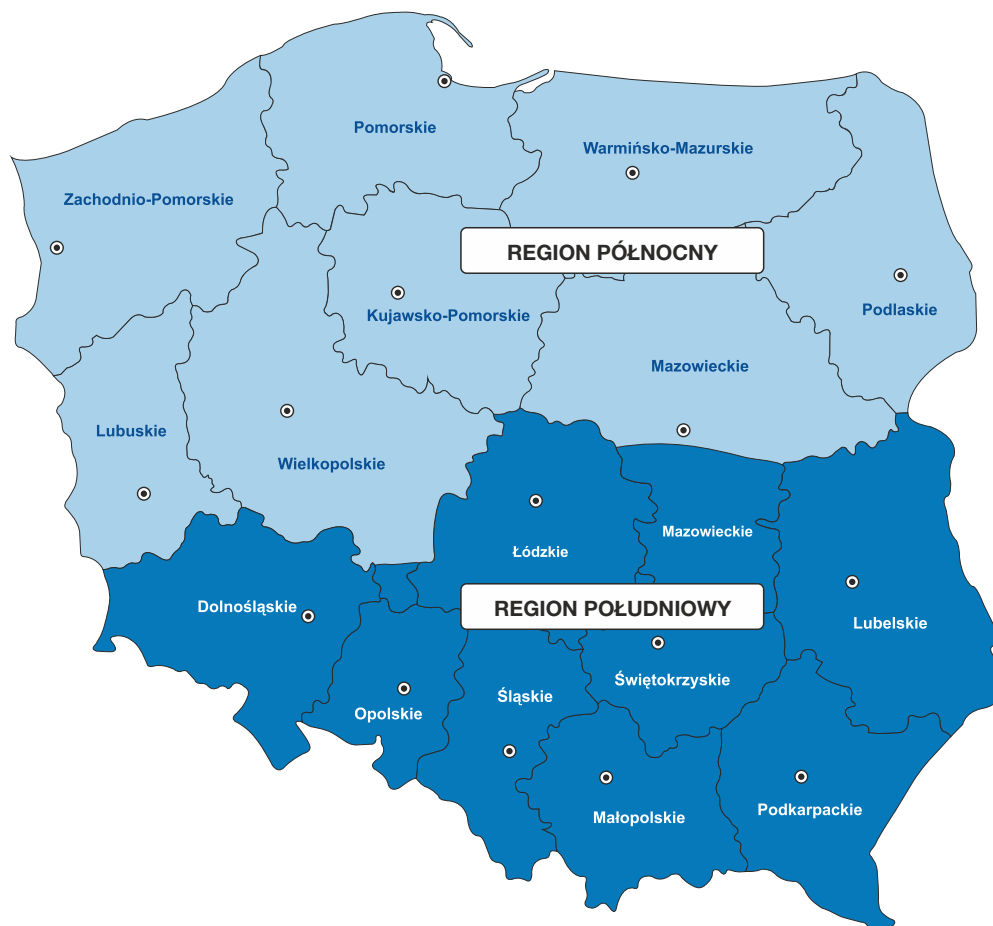 Pomorskie
Warmińsko-Mazurskie
Zachodnio-Pomorskie
REGION PÓŁNOCNY
Kujawsko-Pomorskie
Podlaskie
Mazowieckie
Lubuskie
Wielkopolskie
Mazowieckie
Łódzkie
Dolnośląskie
REGION POŁUDNIOWY
Lubelskie
Świętokrzyskie
Śląskie
Opolskie
Podkarpackie
Małopolskie